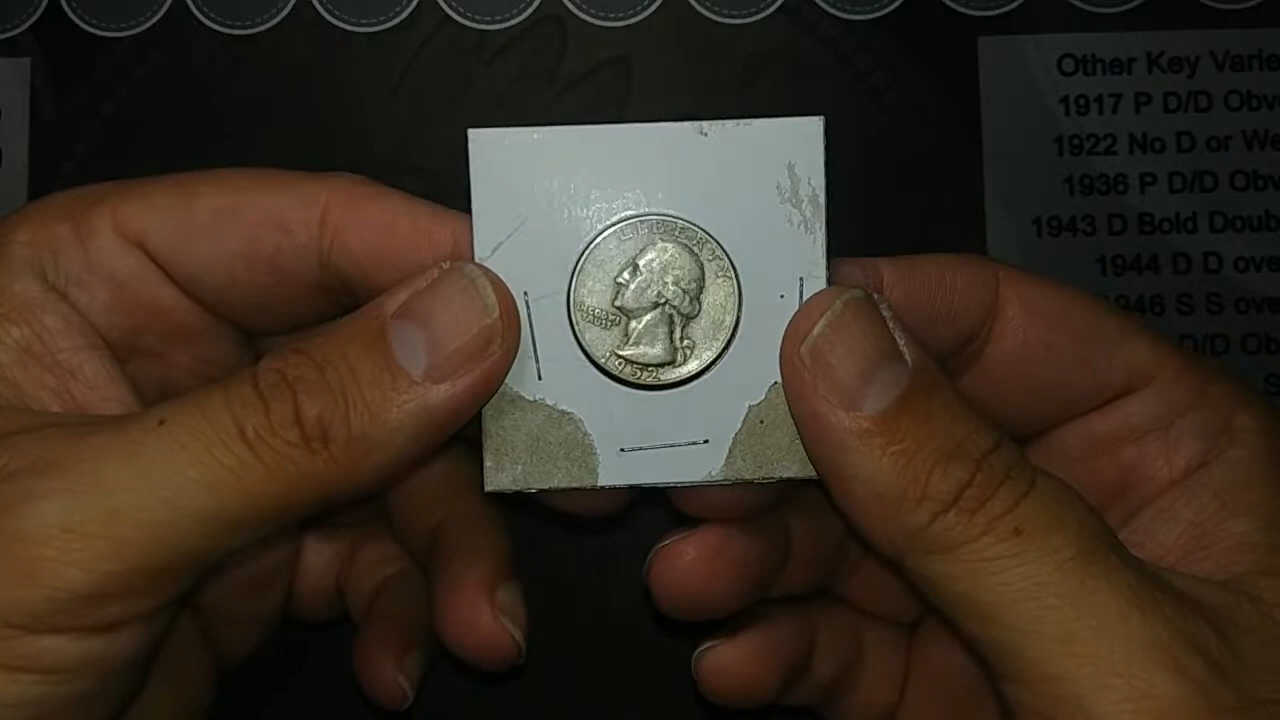 LIBERTY
IN GOD WE
TRUST
1952
Other Key Varie
1917 P D/D Obv
1922 No D or We
1936 P D/D Obv
1943 D Bold Doub
1944 D D ove
1946 S S ove
D/D Ob
S